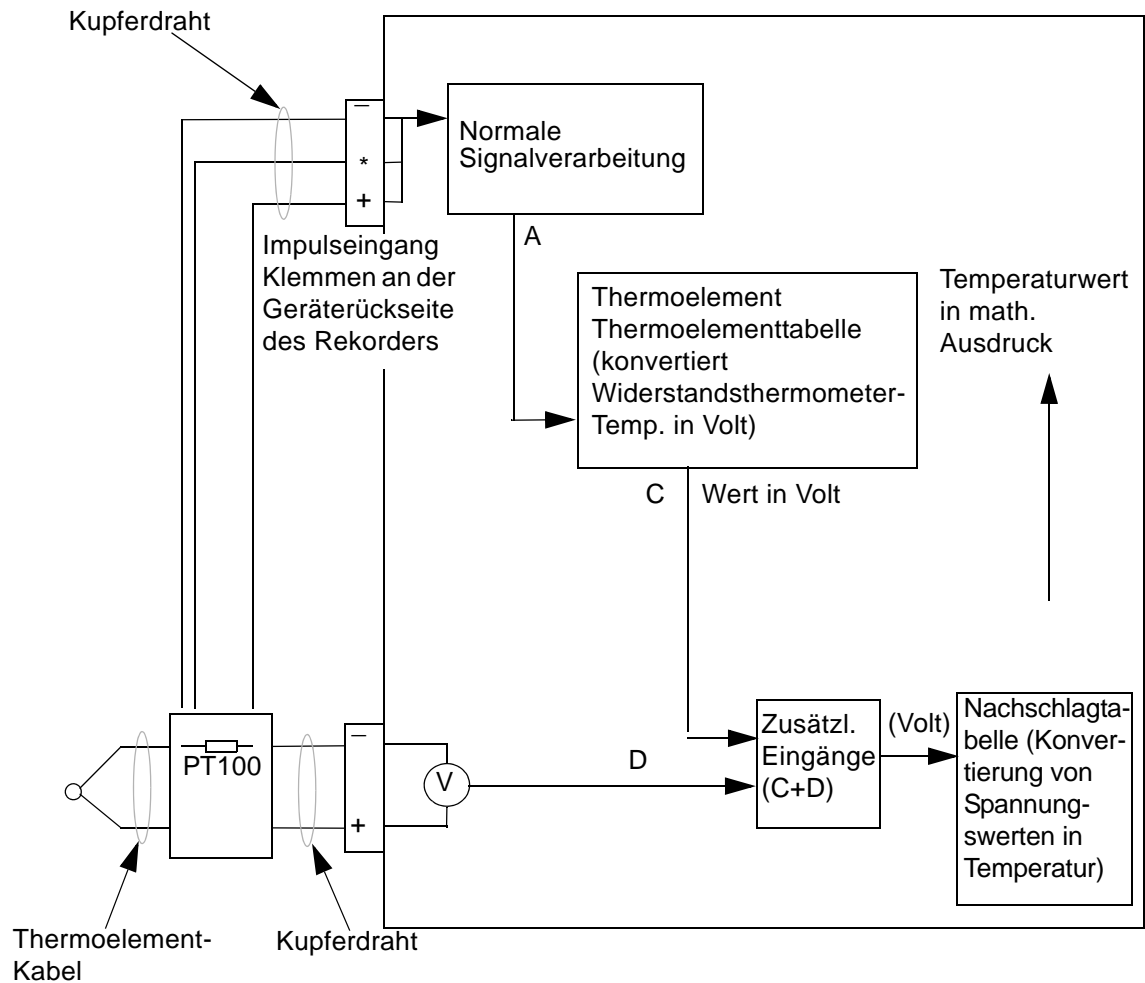 Kupferdraht
–
*
+
Normale
Signalverarbeitung
A
Impulseingang
Klemmen an der
Geräterückseite
des Rekorders
Thermoelement
Thermoelementtabelle
(konvertiert
Widerstandsthermometer-
Temp. in Volt)
Temperaturwert
in math.
Ausdruck
C
Wert in Volt
PT100
–
+
V
D
Zusätzl.
Eingänge
(C+D)
(Volt)
Nachschlagta-
belle (Konver-
tierung von
Spannung-
swerten in
Temperatur)
Thermoelement-
Kabel
Kupferdraht